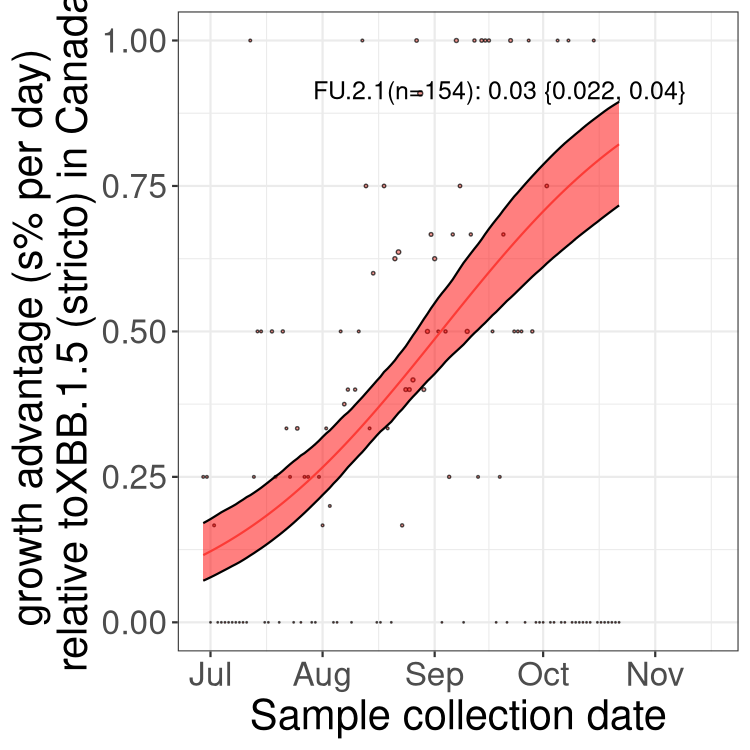 growth advantage (s% per day)
relative toXBB.1.5 (stricto) in Canada
1.00
0.75
0.50
0.25
0.00
FU.2.1(n=154): 0.03 {0.022, 0.04}
Jul Aug Sep Oct Nov
Sample collection date